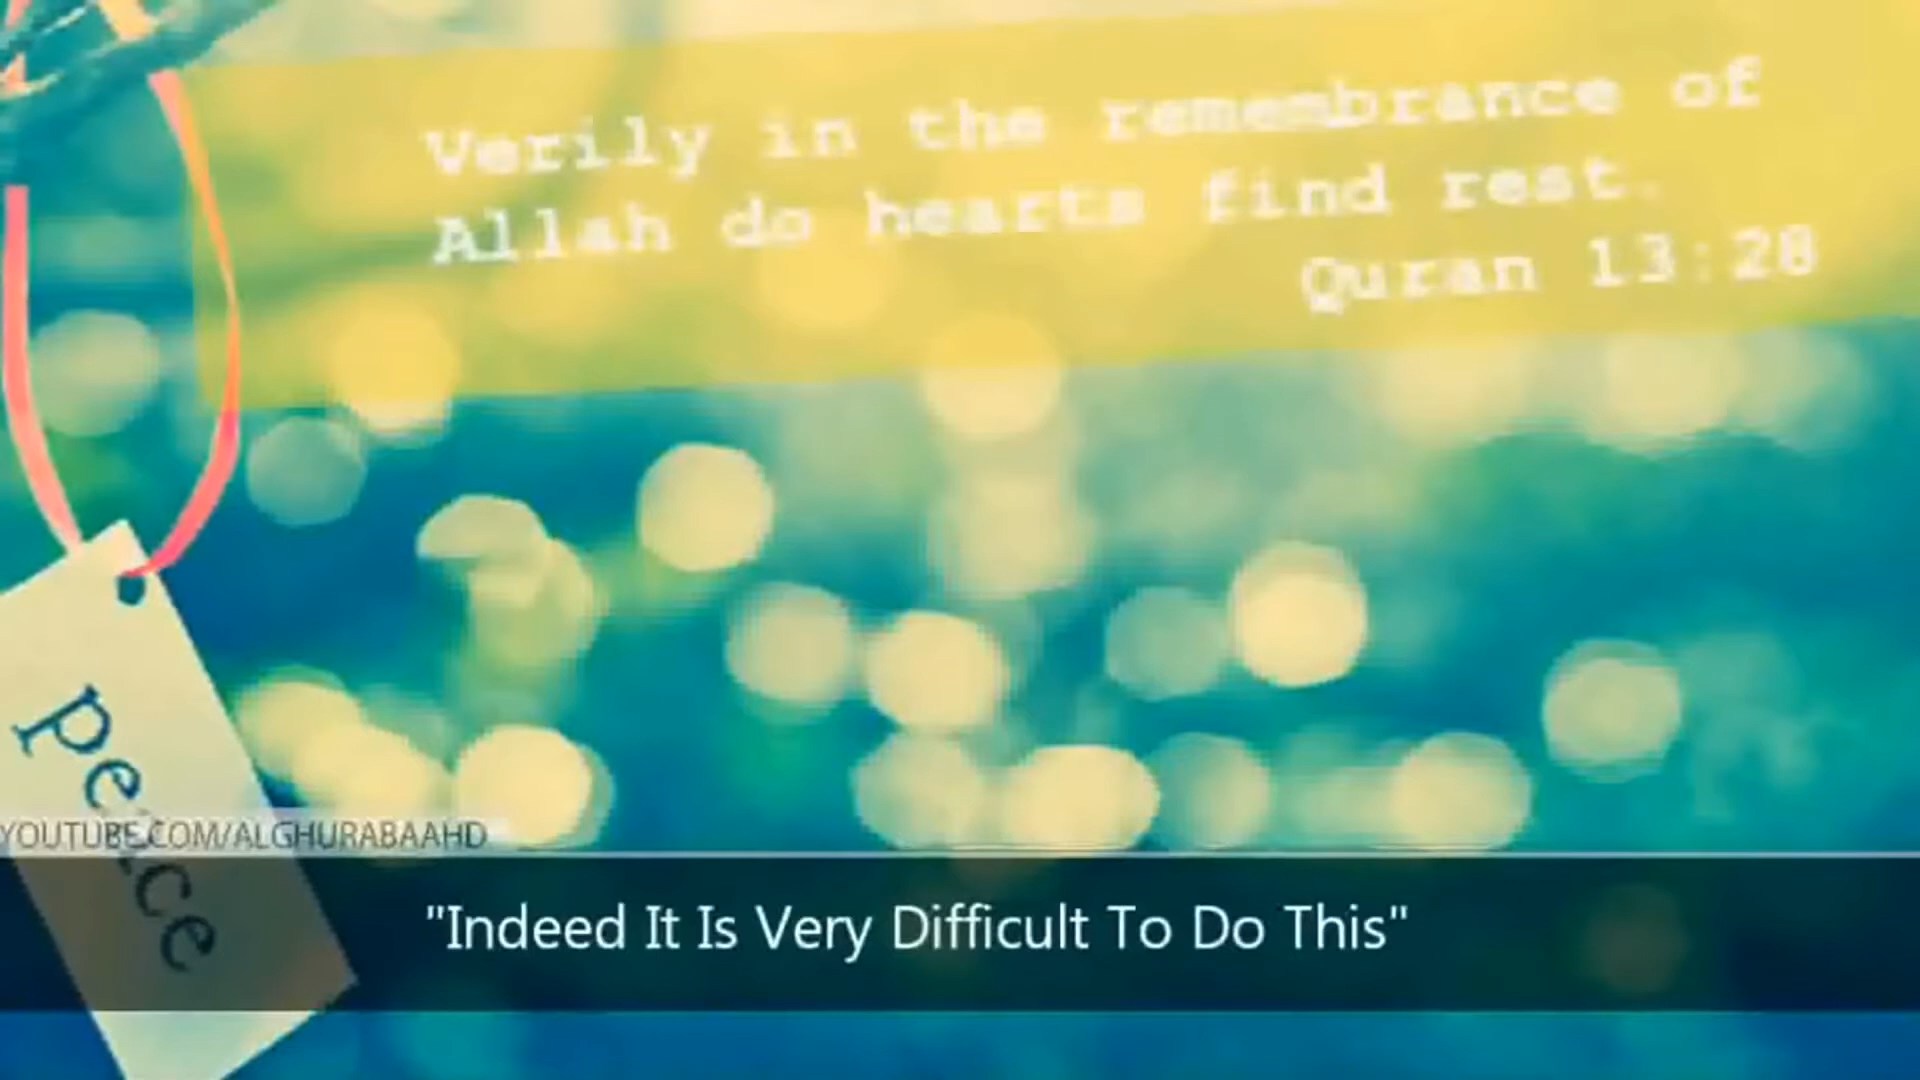 Verily in the remembrance of
Allah do hearts find rest.
Quran 13:28
Peace
YOUTUBE.COM/ALGHURABAAHD
"Indeed It Is Very Difficult To Do This"